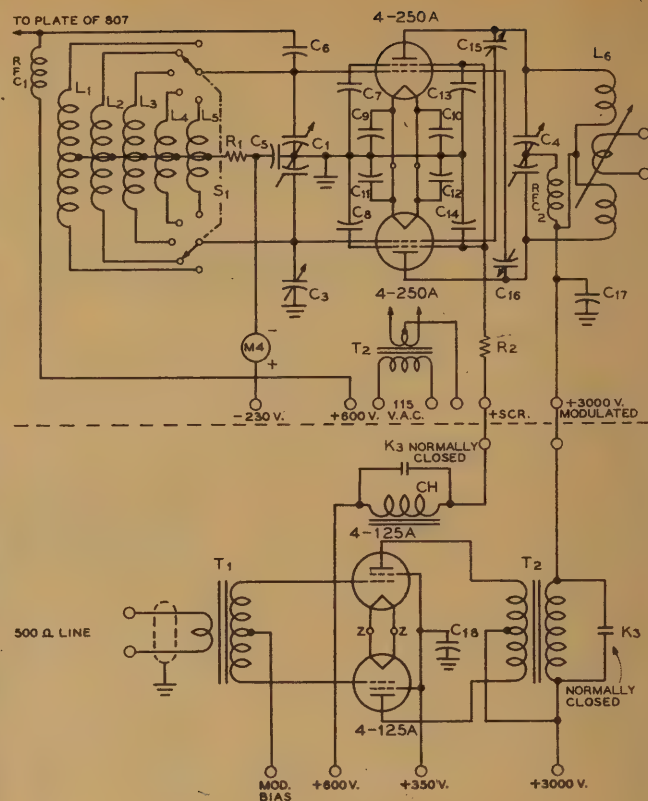 TO PLATE OF 807
4-250A
C6
C15
L6
RFC1
L1
L2
L3
L4
L5
R1
C5
C1
C7
C13
C9
C10
C4
S1
C11
C12
RFC2
C8
C14
C3
4-250A
C16
C17
M4
-
+
T2
R2
-230 V.
+600 V.
115 V.A.C.
+SCR.
+3000 V. MODULATED
K3 NORMALLY CLOSED
CH
4-125A
T1
T2
500 Ω LINE
Z
Z
C18
K3
NORMALLY CLOSED
4-125A
MOD. BIAS
+600 V.
+350 V.
+3000 V.